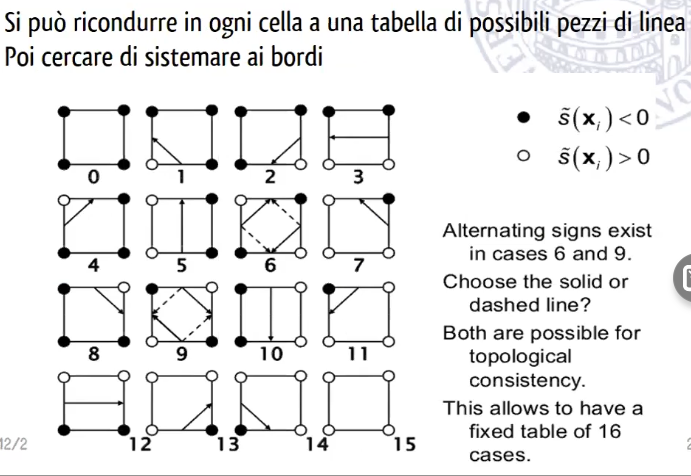 Si può ricondurre in ogni cella a una tabella di possibili pezzi di linea
Poi cercare di sistemare ai bordi
s̃(xᵢ)<0
s̃(xᵢ)>0
0 1 2 3
4 5 6 7
8 9 10 11
12 13 14 15
Alternating signs exist
in cases 6 and 9.
Choose the solid or
dashed line?
Both are possible for
topological
consistency.
This allows to have a
fixed table of 16
cases.
12/2